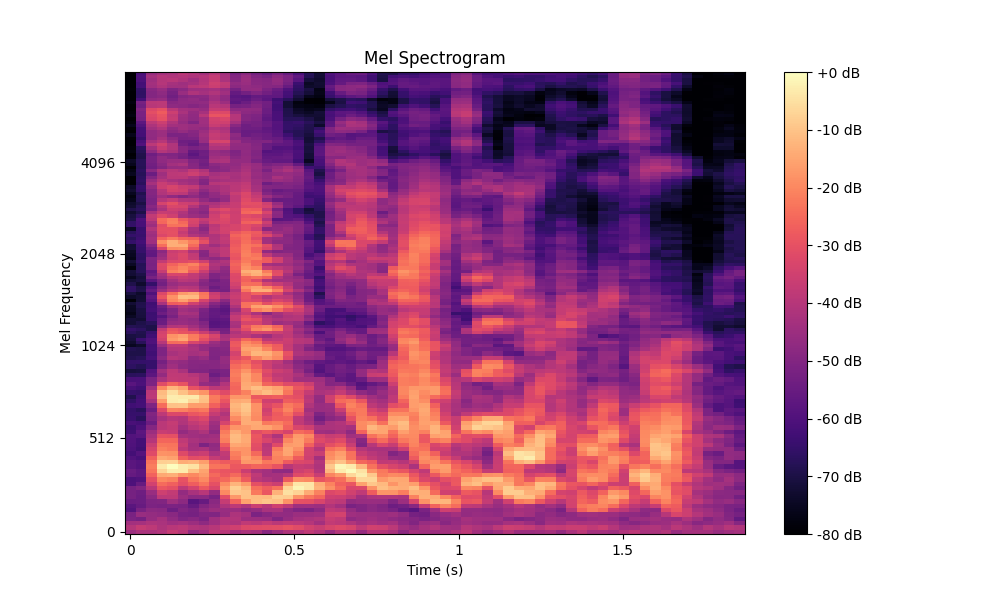 Mel Spectrogram
+0 dB
-10 dB
-20 dB
-30 dB
-40 dB
-50 dB
-60 dB
-70 dB
-80 dB
Mel Frequency
4096
2048
1024
512
0
0 0.5 1 1.5
Time (s)